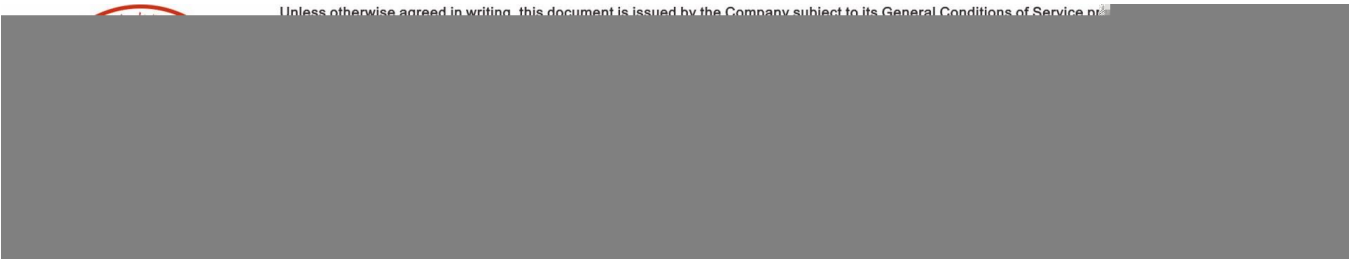 Unless otherwise agreed in writing, this document is issued by the Company subject to its General Conditions of Service